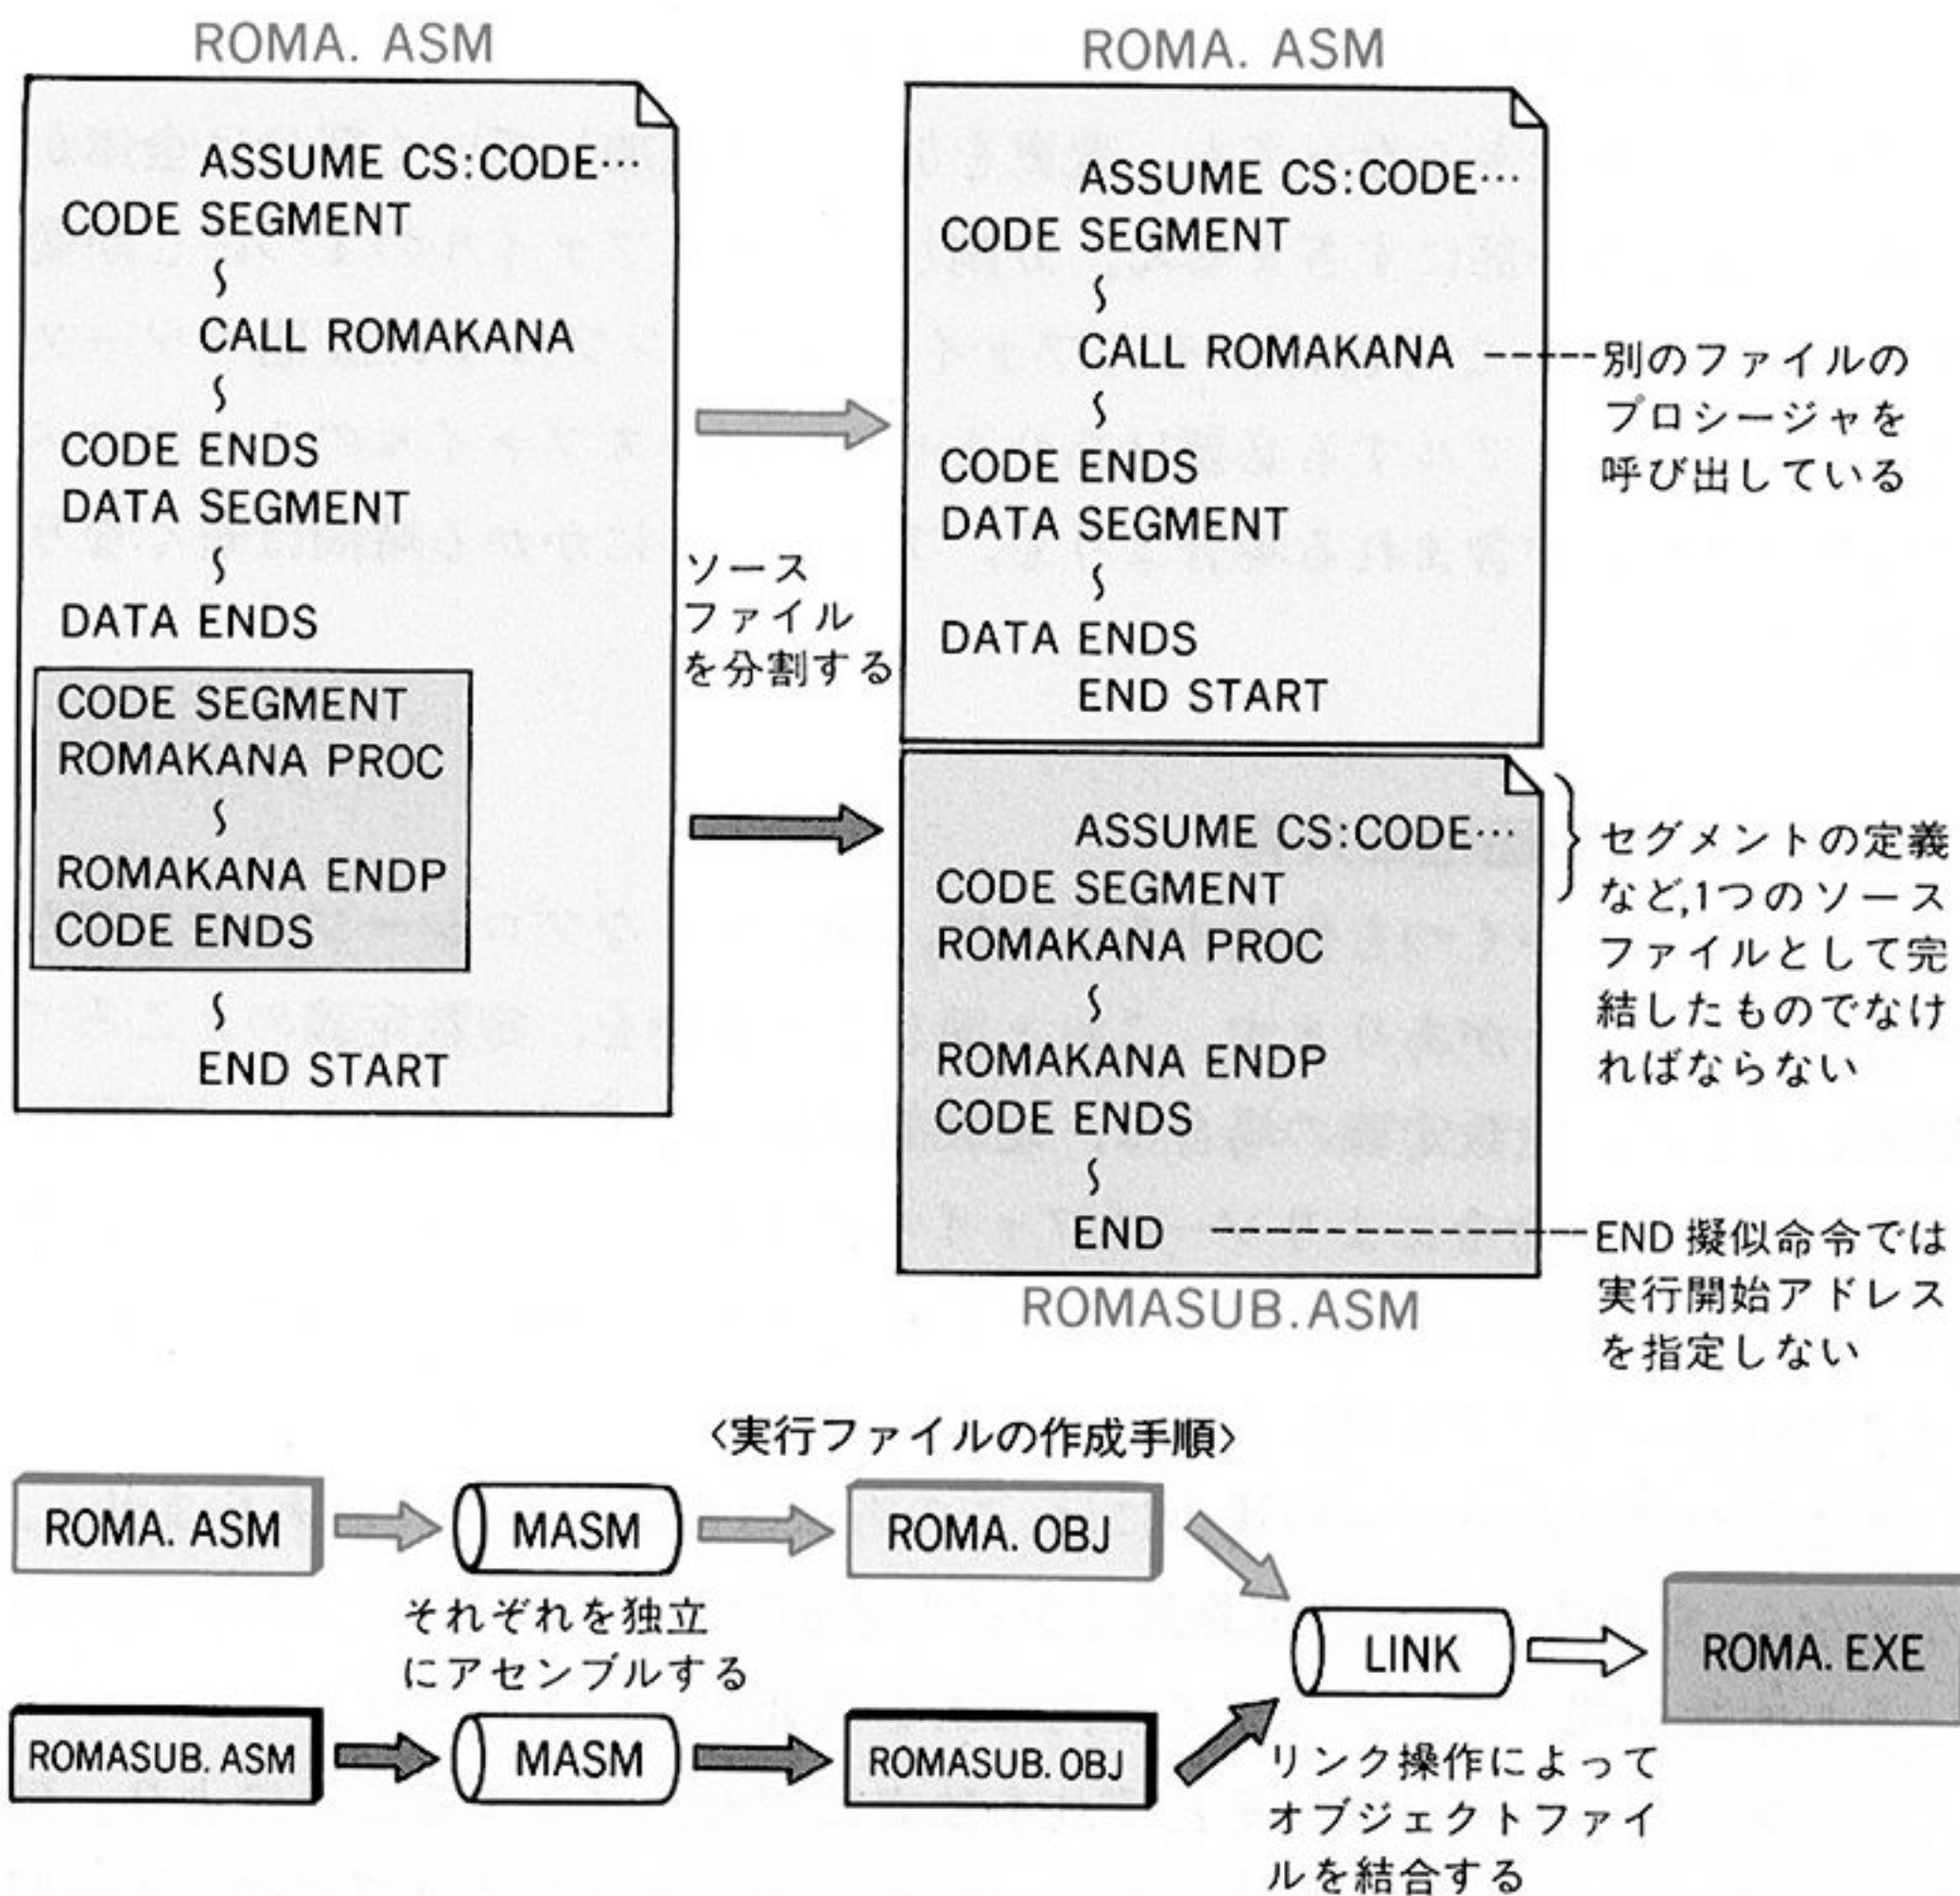 ROMA. ASM
ASSUME CS:CODE…
CODE SEGMENT
⌇
CALL ROMAKANA
⌇
CODE ENDS
DATA SEGMENT
⌇
DATA ENDS
CODE SEGMENT
ROMAKANA PROC
⌇
ROMAKANA ENDP
CODE ENDS
⌇
END START
ソース
ファイル
を分割する
ROMA. ASM
ASSUME CS:CODE…
CODE SEGMENT
⌇
CALL ROMAKANA
⌇
CODE ENDS
DATA SEGMENT
⌇
DATA ENDS
END START
別のファイルの
プロシージャを
呼び出している
ASSUME CS:CODE…
CODE SEGMENT
ROMAKANA PROC
⌇
ROMAKANA ENDP
CODE ENDS
⌇
END
ROMASUB.ASM
セグメントの定義
など,1つのソース
ファイルとして完
結したものでなけ
ればならない
END 擬似命令では
実行開始アドレス
を指定しない
〈実行ファイルの作成手順〉
ROMA. ASM
MASM
ROMA. OBJ
それぞれを独立
にアセンブルする
LINK
ROMA. EXE
ROMASUB. ASM
MASM
ROMASUB. OBJ
リンク操作によって
オブジェクトファイ
ルを結合する